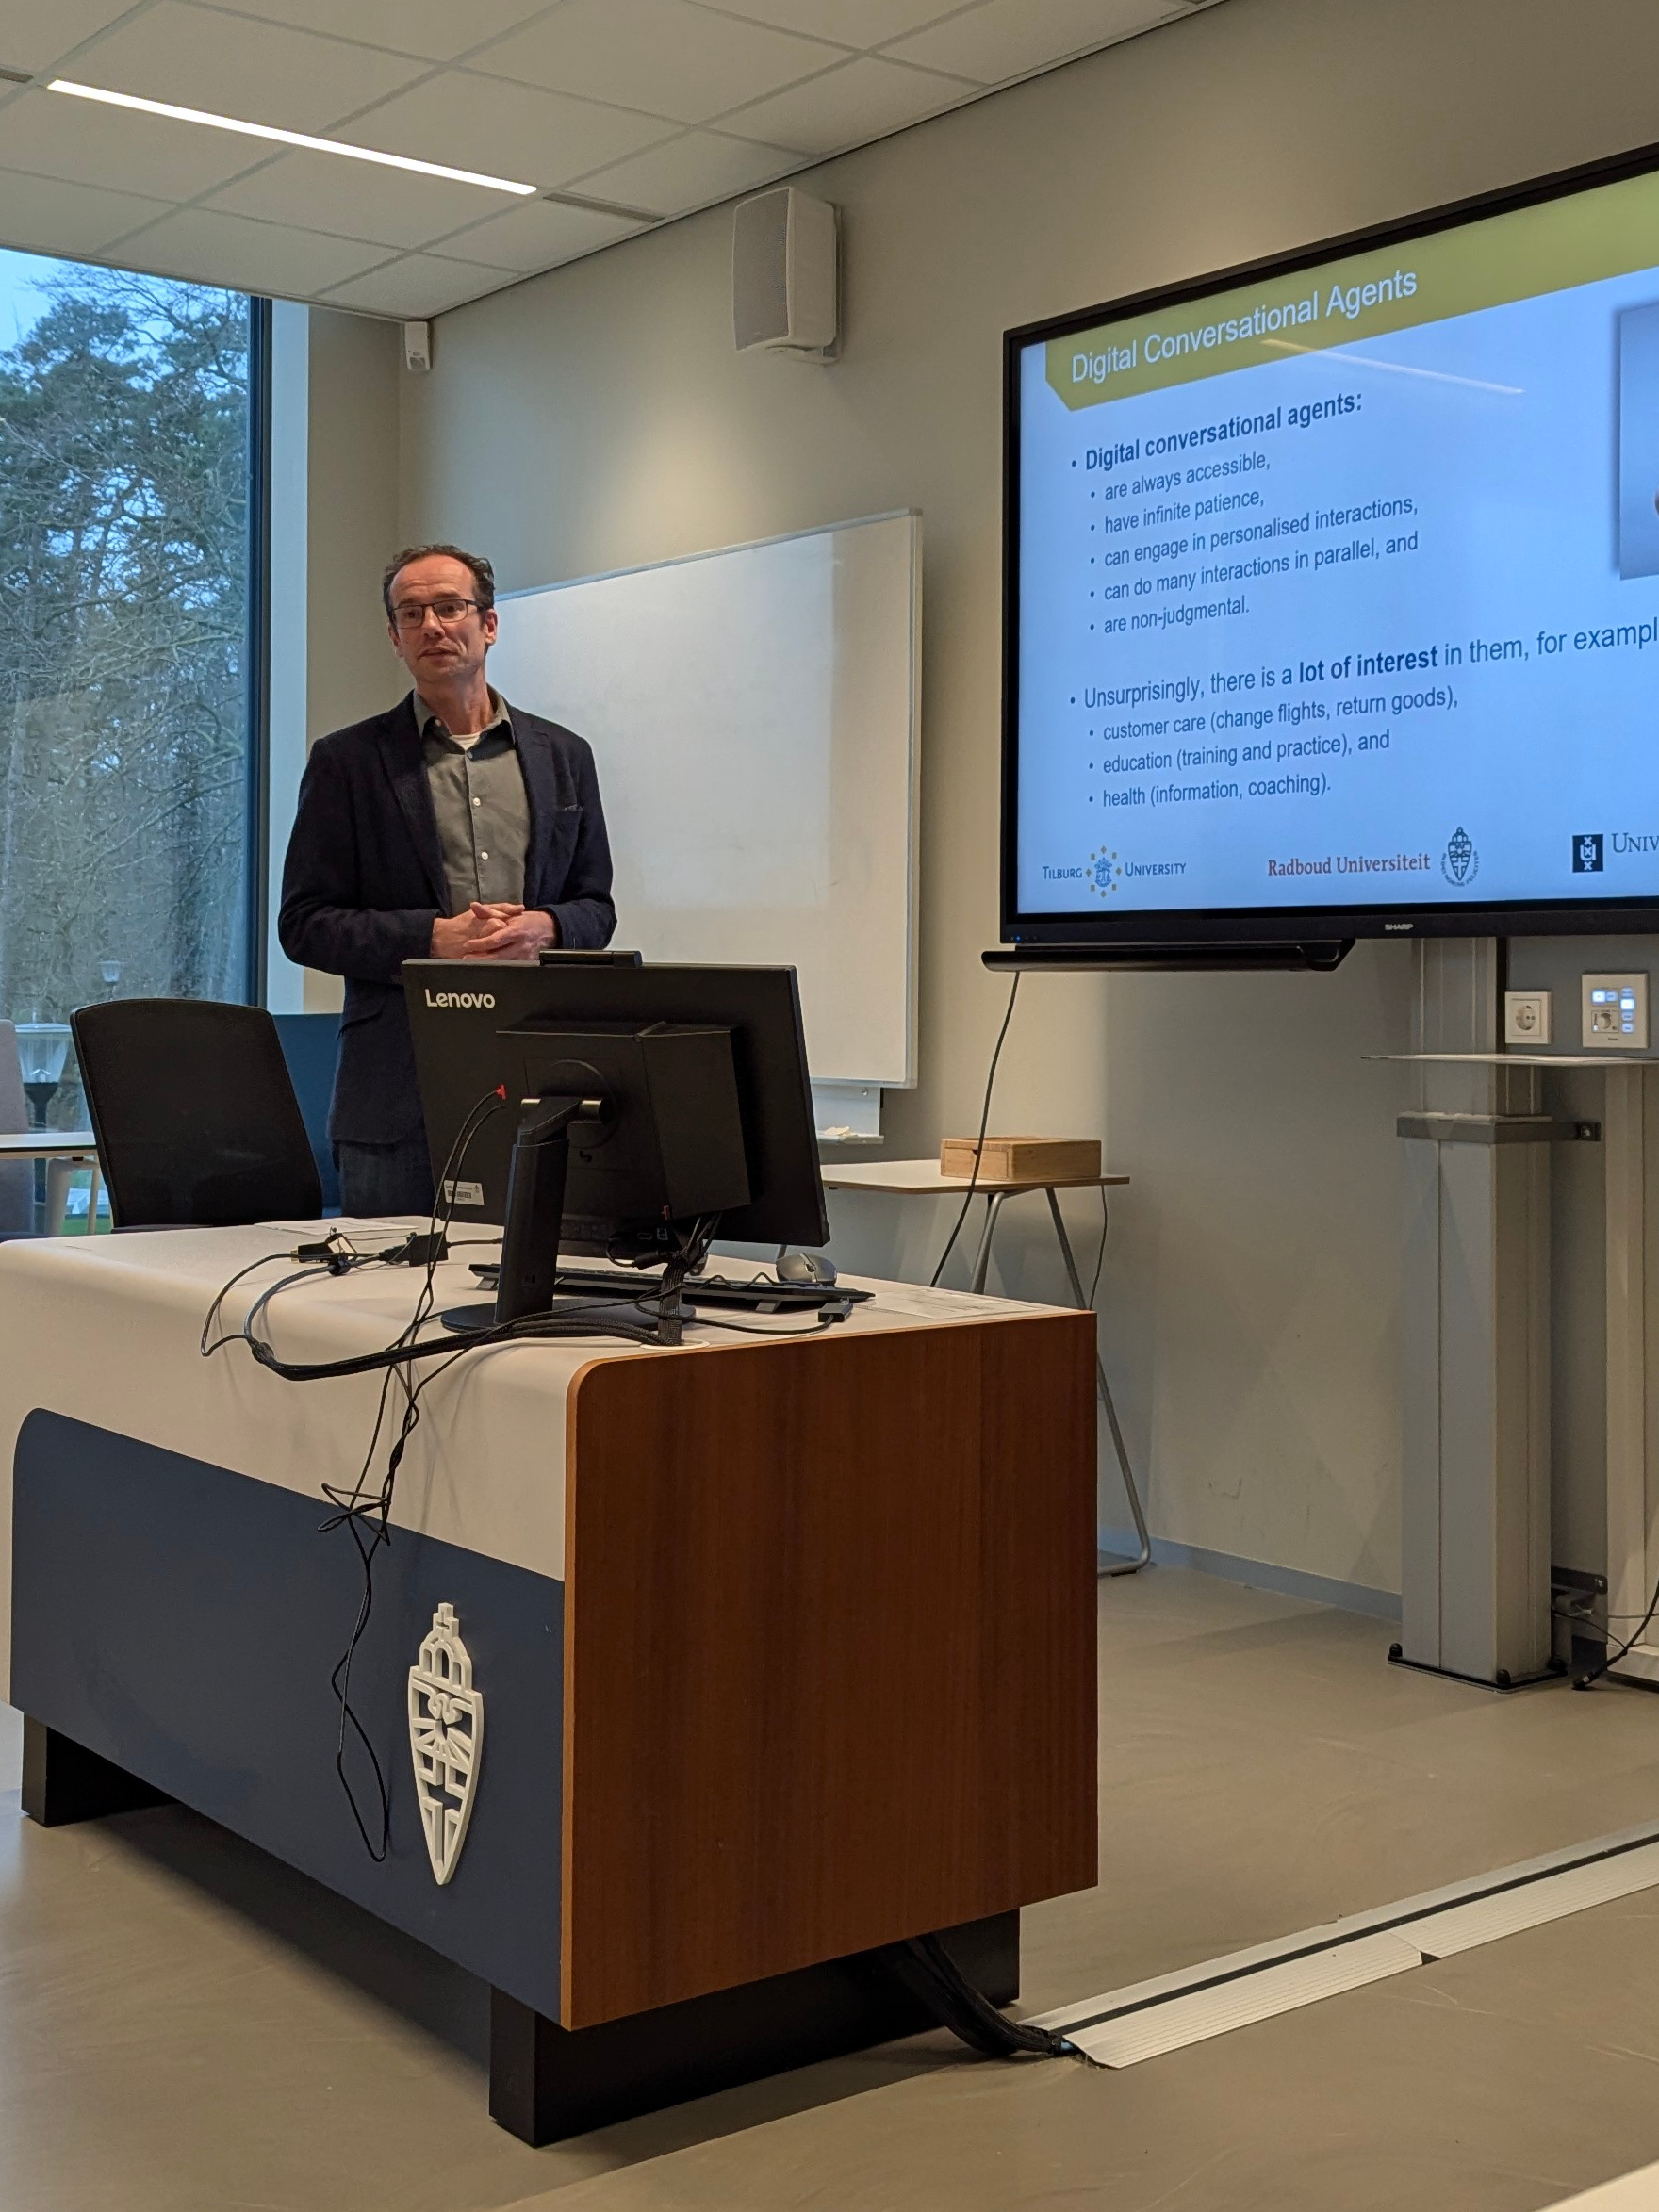 Digital Conversational Agents
• Digital conversational agents:
• are always accessible,
• have infinite patience,
• can engage in personalised interactions,
• can do many interactions in parallel, and
• are non-judgmental.
• Unsurprisingly, there is a lot of interest in them, for exampl
• customer care (change flights, return goods),
• education (training and practice), and
• health (information, coaching).
TILBURG UNIVERSITY
Radboud Universiteit
UNIV
SHARP
Lenovo